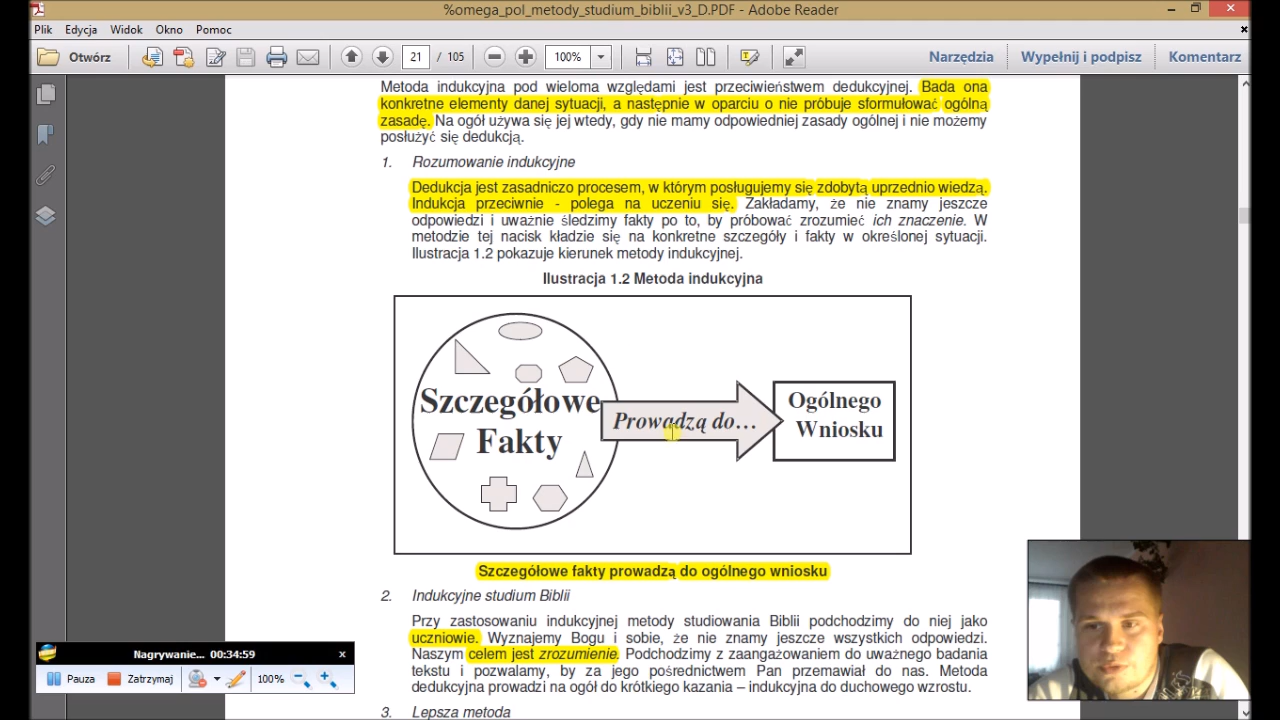 %omega_pol_metody_studium_biblii_v3_D.PDF - Adobe Reader
Plik Edycja Widok Okno Pomoc
Otwórz 21 / 105 100% Narzędzia Wypełnij i podpisz Komentarz
Metoda indukcyjna pod wieloma względami jest przeciwieństwem dedukcyjnej. Bada ona
konkretne elementy danej sytuacji, a następnie w oparciu o nie próbuje sformułować ogólną
zasadę. Na ogół używa się jej wtedy, gdy nie mamy odpowiedniej zasady ogólnej i nie możemy
posłużyć się dedukcją.
1. Rozumowanie indukcyjne
Dedukcja jest zasadniczo procesem, w którym posługujemy się zdobytą uprzednio wiedzą.
Indukcja przeciwnie - polega na uczeniu się. Zakładamy, że nie znamy jeszcze
odpowiedzi i uważnie śledzimy fakty po to, by próbować zrozumieć ich znaczenie. W
metodzie tej nacisk kładzie się na konkretne szczegóły i fakty w określonej sytuacji.
Ilustracja 1.2 pokazuje kierunek metody indukcyjnej.
Ilustracja 1.2 Metoda indukcyjna
Szczegółowe
Fakty
Prowadzą do...
Ogólnego
Wniosku
Szczegółowe fakty prowadzą do ogólnego wniosku
2. Indukcyjne studium Biblii
Przy zastosowaniu indukcyjnej metody studiowania Biblii podchodzimy do niej jako
uczniowie. Wyznajemy Bogu i sobie, że nie znamy jeszcze wszystkich odpowiedzi.
Naszym celem jest zrozumienie. Podchodzimy z zaangażowaniem do uważnego badania
tekstu i pozwalamy, by za jego pośrednictwem Pan przemawiał do nas. Metoda
dedukcyjna prowadzi na ogół do krótkiego kazania – indukcyjna do duchowego wzrostu.
3. Lepsza metoda
Nagrywanie... 00:34:59
Pauza Zatrzymaj 100%